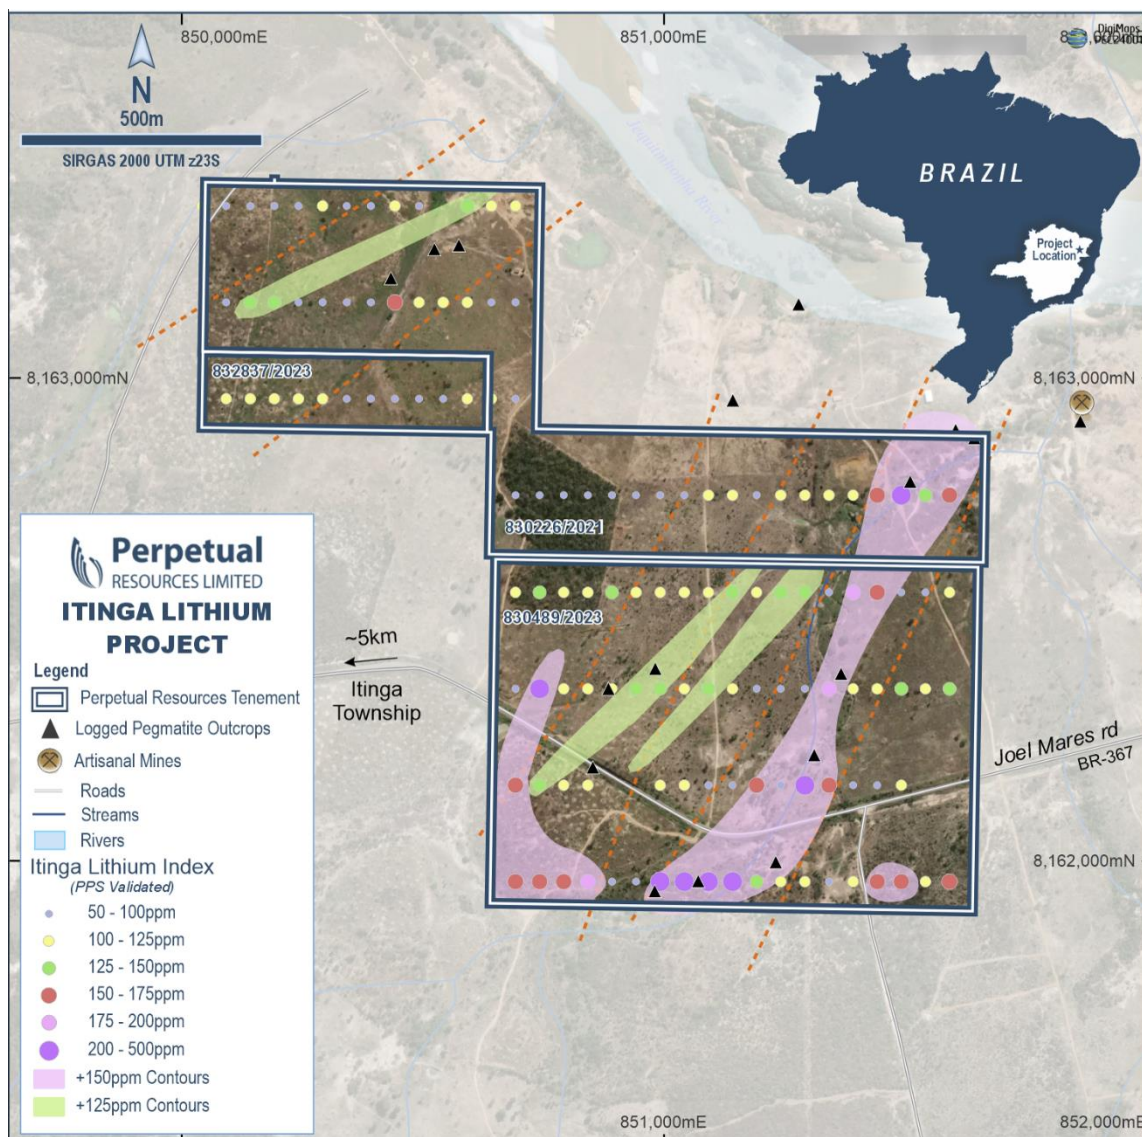 850,000mE
851,000mE
DigiMaps
N
500m
SIRGAS 2000 UTM z23S
BRAZIL
Project
Location
832837/2023
8,163,000mN
8,163,000mN
830226/2021
830489/2023
~5km
Itinga
Township
Joel Mares rd
BR-367
8,162,000mN
Perpetual
RESOURCES LIMITED
ITINGA LITHIUM
PROJECT
Legend
Perpetual Resources Tenement
Logged Pegmatite Outcrops
Artisanal Mines
Roads
Streams
Rivers
Itinga Lithium Index
(PPS Validated)
50 - 100ppm
100 - 125ppm
125 - 150ppm
150 - 175ppm
175 - 200ppm
200 - 500ppm
+150ppm Contours
+125ppm Contours
851,000mE
852,000mE